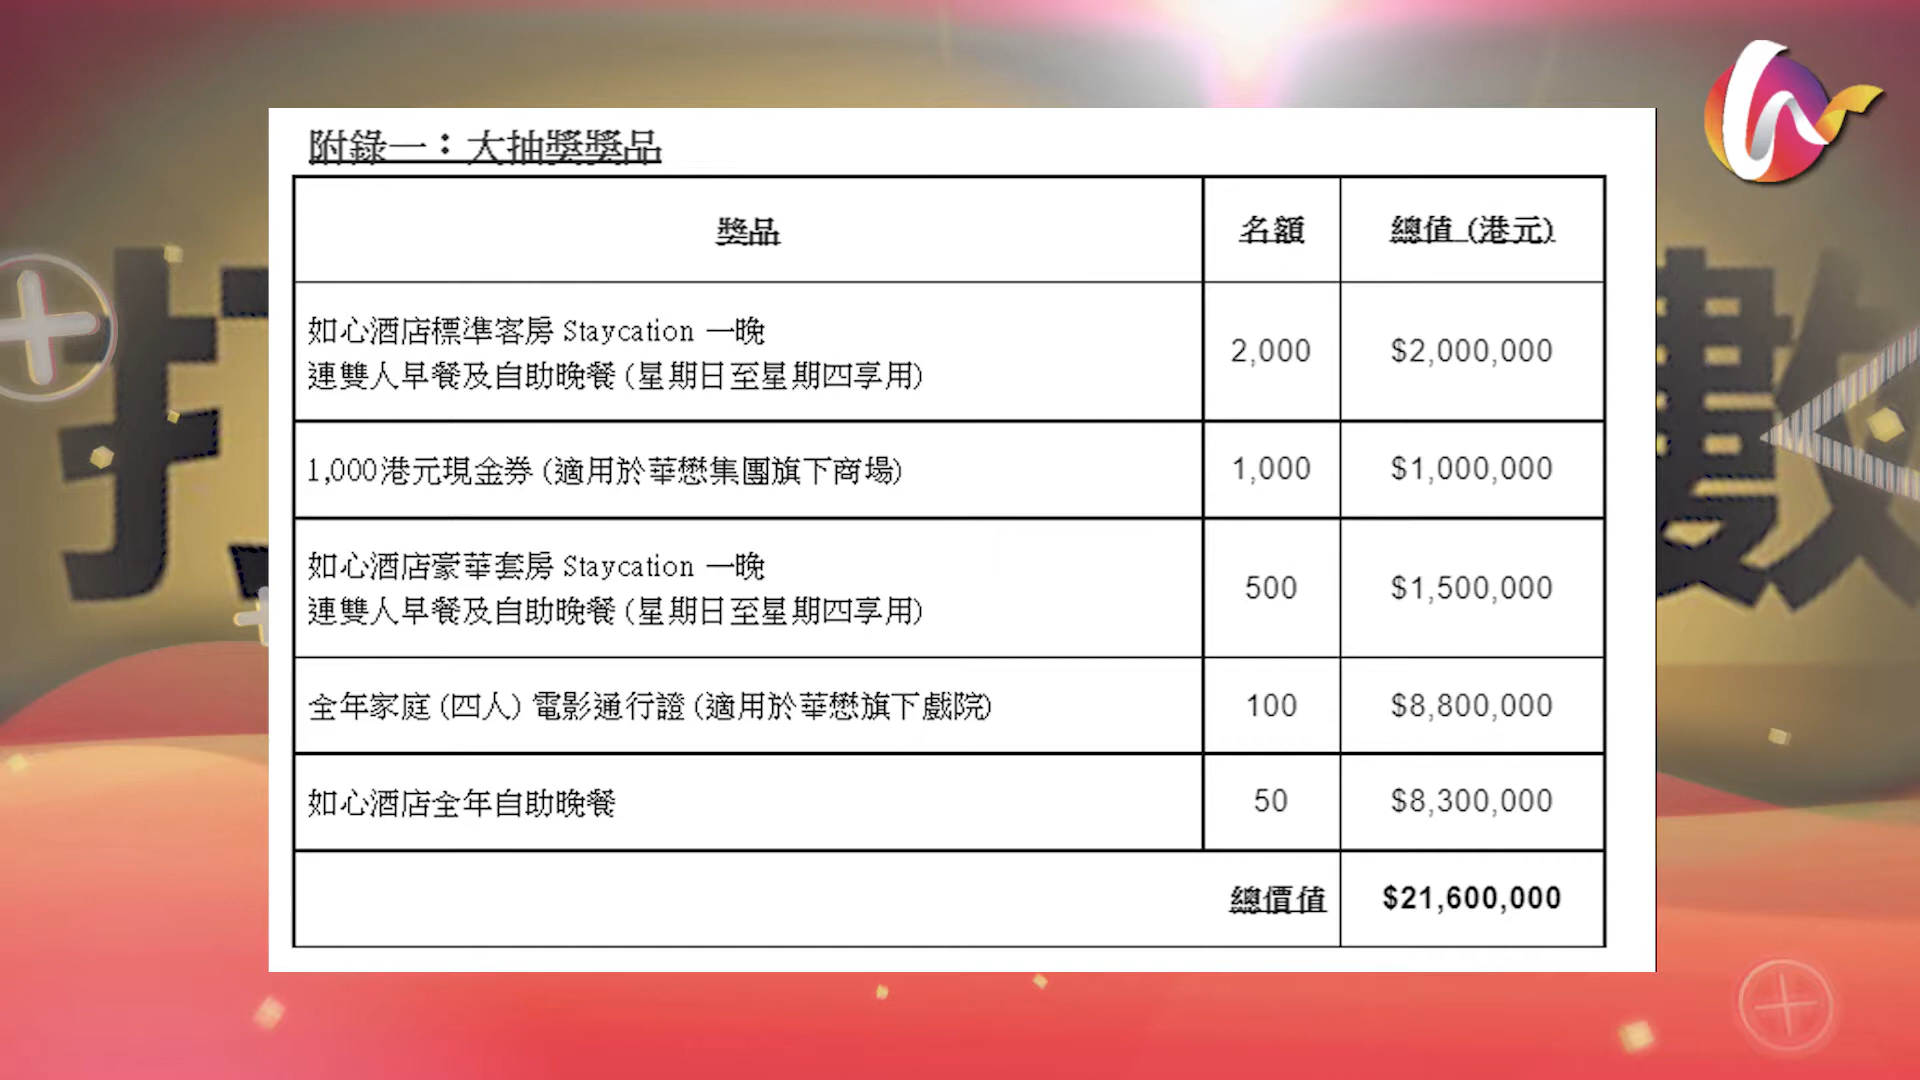 附錄一：大抽獎獎品
獎品 名額 總值 (港元)
如心酒店標準客房 Staycation 一晚
連雙人早餐及自助晚餐 (星期日至星期四享用) 2,000 $2,000,000
1,000港元現金券 (適用於華懋集團旗下商場) 1,000 $1,000,000
如心酒店豪華套房 Staycation 一晚
連雙人早餐及自助晚餐 (星期日至星期四享用) 500 $1,500,000
全年家庭 (四人) 電影通行證 (適用於華懋旗下戲院) 100 $8,800,000
如心酒店全年自助晚餐 50 $8,300,000
總價值 $21,600,000
打
數